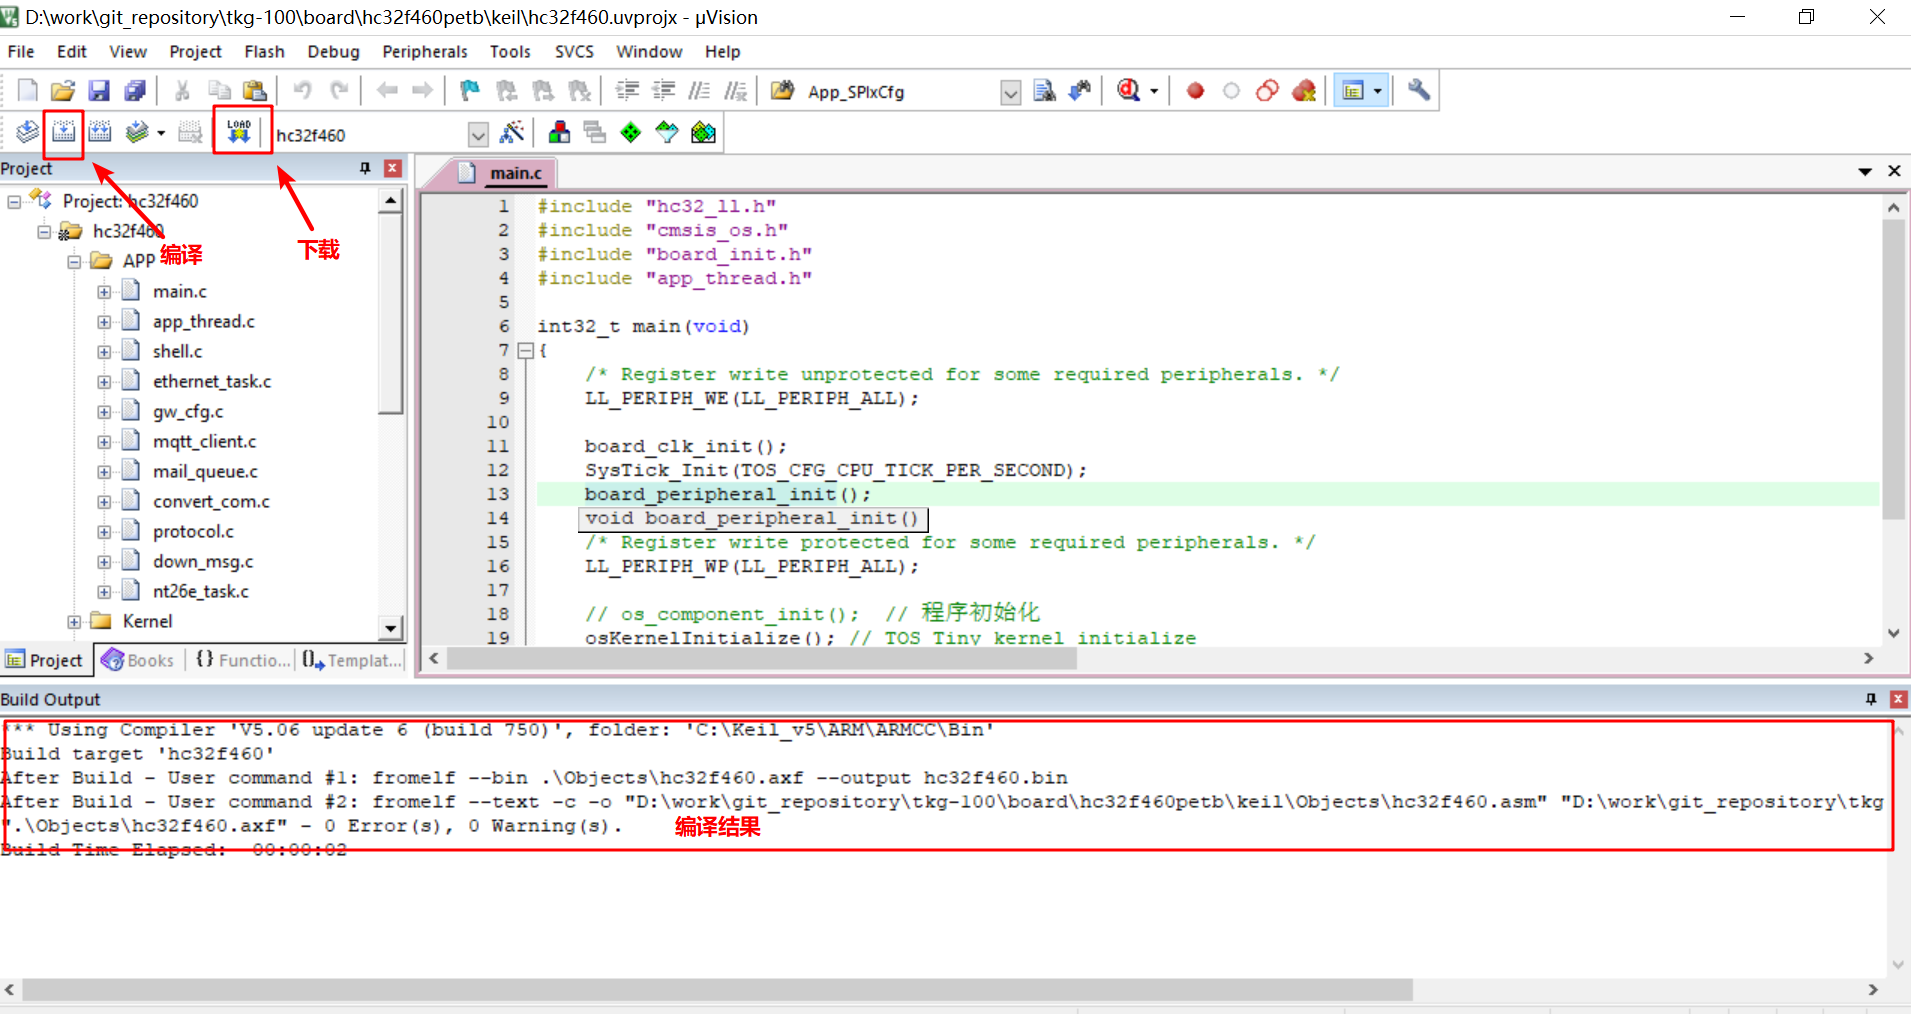 D:\work\git_repository\tkg-100\board\hc32f460petb\keil\hc32f460.uvprojx - µVision
File Edit View Project Flash Debug Peripherals Tools SVCS Window Help
App_SPIxCfg
LOAD hc32f460
Project
main.c
Project: hc32f460
hc32f460
APP
编译
下载
main.c
app_thread.c
shell.c
ethernet_task.c
gw_cfg.c
mqtt_client.c
mail_queue.c
convert_com.c
protocol.c
down_msg.c
nt26e_task.c
Kernel
Project Books {} Functio... Templat...
1 #include "hc32_ll.h"
2 #include "cmsis_os.h"
3 #include "board_init.h"
4 #include "app_thread.h"
5
6 int32_t main(void)
7 {
8 /* Register write unprotected for some required peripherals. */
9 LL_PERIPH_WE(LL_PERIPH_ALL);
10
11 board_clk_init();
12 SysTick_Init(TOS_CFG_CPU_TICK_PER_SECOND);
13 board_peripheral_init();
14 void board_peripheral_init()
15 /* Register write protected for some required peripherals. */
16 LL_PERIPH_WP(LL_PERIPH_ALL);
17
18 // os_component_init(); // 程序初始化
19 osKernelInitialize(); // TOS Tiny kernel initialize
Build Output
*** Using Compiler 'V5.06 update 6 (build 750)', folder: 'C:\Keil_v5\ARM\ARMCC\Bin'
Build target 'hc32f460'
After Build - User command #1: fromelf --bin .\Objects\hc32f460.axf --output hc32f460.bin
After Build - User command #2: fromelf --text -c -o "D:\work\git_repository\tkg-100\board\hc32f460petb\keil\Objects\hc32f460.asm" "D:\work\git_repository\tkg
".\Objects\hc32f460.axf" - 0 Error(s), 0 Warning(s).
编译结果
Build Time Elapsed: 00:00:02